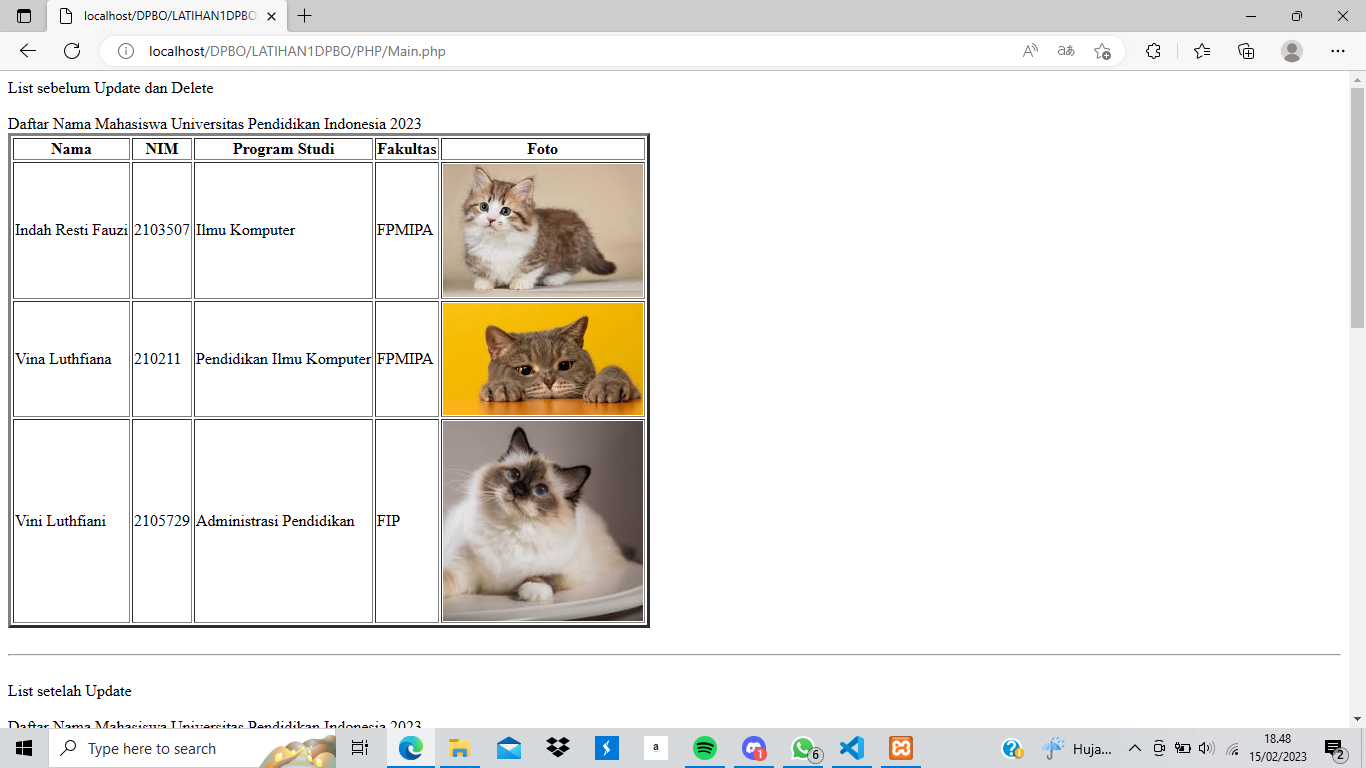 localhost/DPBO/LATIHAN1DPBO
localhost/DPBO/LATIHAN1DPBO/PHP/Main.php
List sebelum Update dan Delete
Daftar Nama Mahasiswa Universitas Pendidikan Indonesia 2023
Nama NIM Program Studi Fakultas Foto
Indah Resti Fauzi 2103507 Ilmu Komputer FPMIPA
Vina Luthfiana 210211 Pendidikan Ilmu Komputer FPMIPA
Vini Luthfiani 2105729 Administrasi Pendidikan FIP
List setelah Update
Daftar Nama Mahasiswa Universitas Pendidikan Indonesia 2023
Type here to search
a
1
6
Huja...
18.48
15/02/2023
2